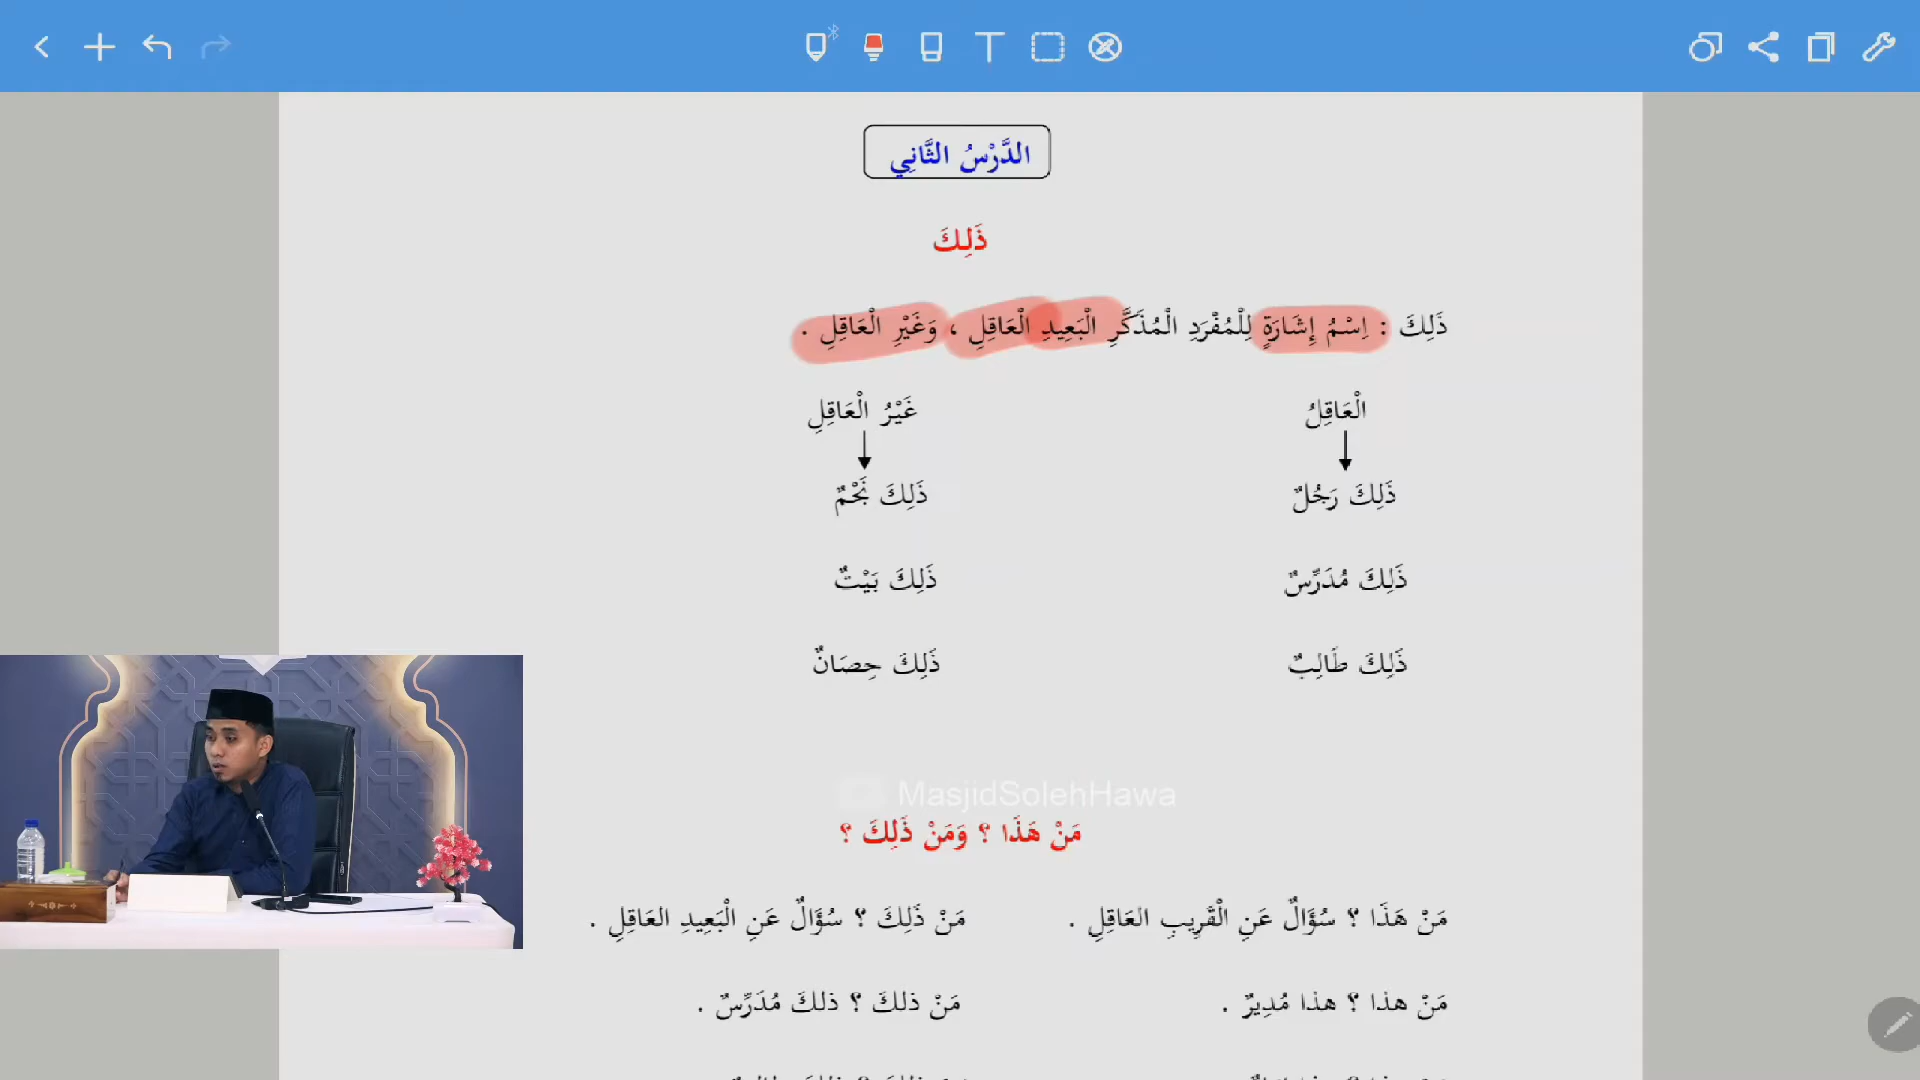 الدَّرْسُ الثَّانِي
ذَلِكَ
ذَلِكَ : اِسْمُ إِشَارَةٍ لِلْمُفْرَدِ الْمُذَكَّرِ الْبَعِيدِ الْعَاقِلِ ، وَغَيْرِ الْعَاقِلِ .
الْعَاقِلُ غَيْرُ الْعَاقِلِ
ذَلِكَ رَجُلٌ ذَلِكَ نَجْمٌ
ذَلِكَ مُدَرِّسٌ ذَلِكَ بَيْتٌ
ذَلِكَ طَالِبٌ ذَلِكَ حِصَانٌ
MasjidSolehHawa
مَنْ هَذَا ؟ وَمَنْ ذَلِكَ ؟
مَنْ هَذَا ؟ سُؤَالٌ عَنِ الْقَرِيبِ العَاقِلِ . مَنْ ذَلِكَ ؟ سُؤَالٌ عَنِ الْبَعِيدِ العَاقِلِ .
مَنْ هذا ؟ هذا مُدِيرٌ . مَنْ ذلكَ ؟ ذلكَ مُدَرِّسٌ .